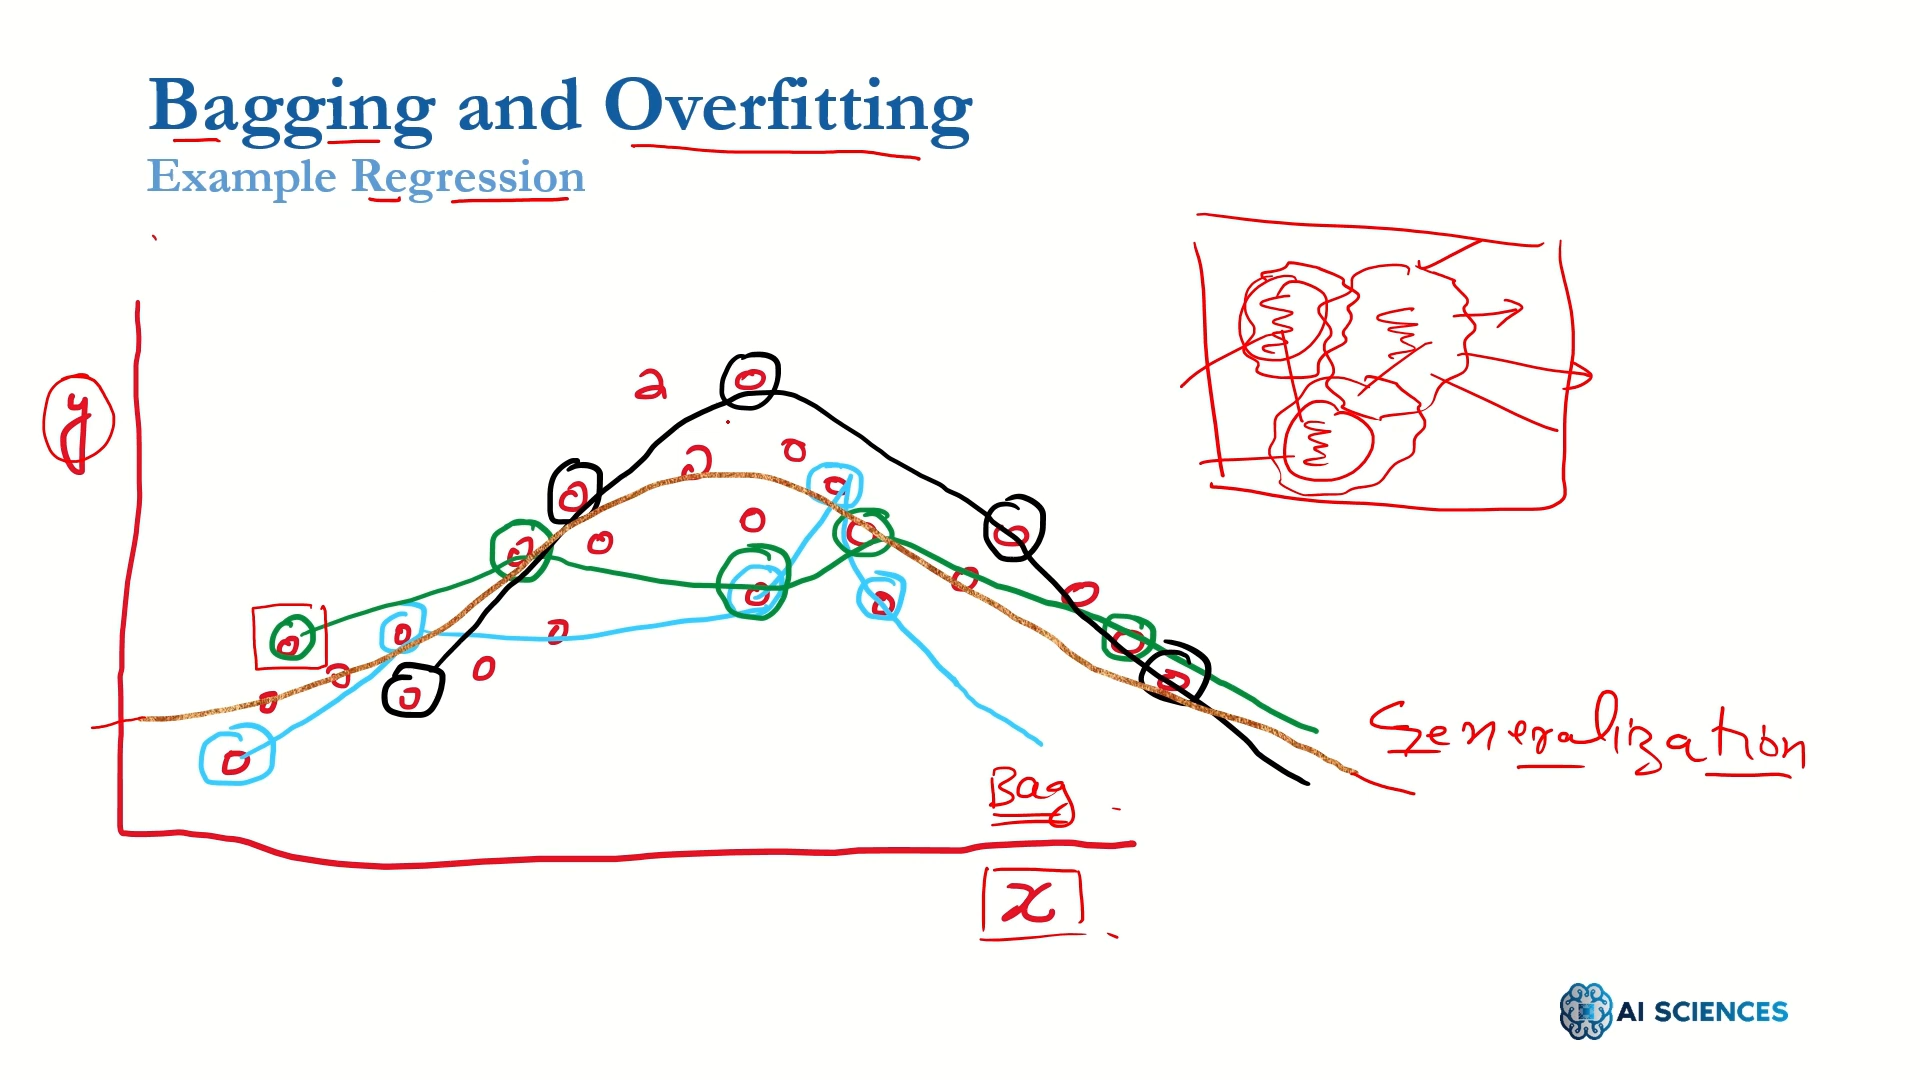 Bagging and Overfitting
Example Regression
y
Generalization
Bag
x
AI SCIENCES